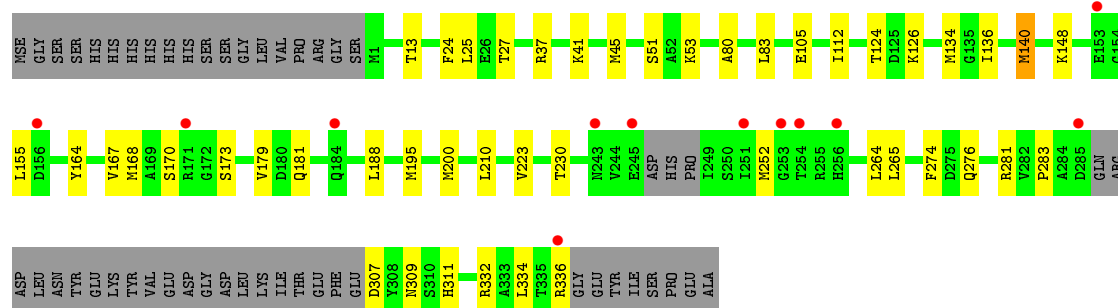 MSE GLY SER SER HIS HIS HIS HIS HIS HIS SER SER GLY LEU VAL PRO ARG GLY SER M1 T13 F24 L25 E26 T27 R37 K41 M45 S51 A52 K53 A80 L83 E105 I112 T124 D125 K126 M134 G135 I136 M140 K148 E153 G154
L155 D156 Y164 V167 M168 A169 S170 R171 G172 S173 V179 D180 Q181 Q184 L188 M195 M200 L210 V223 T230 N243 V244 E245 ASP HIS PRO I249 S250 I251 M252 G253 T254 R255 H256 L264 L265 F274 D275 Q276 R281 V282 P283 A284 D285 GLN ARG
ASP LEU ASN TYR GLU LYS TYR VAL GLU ASP GLY ASP LEU LYS ILE THR GLU PHE GLU D307 Y308 N309 S310 H311 R332 A333 L334 T335 R336 GLY GLU TYR ILE SER PRO GLU ALA